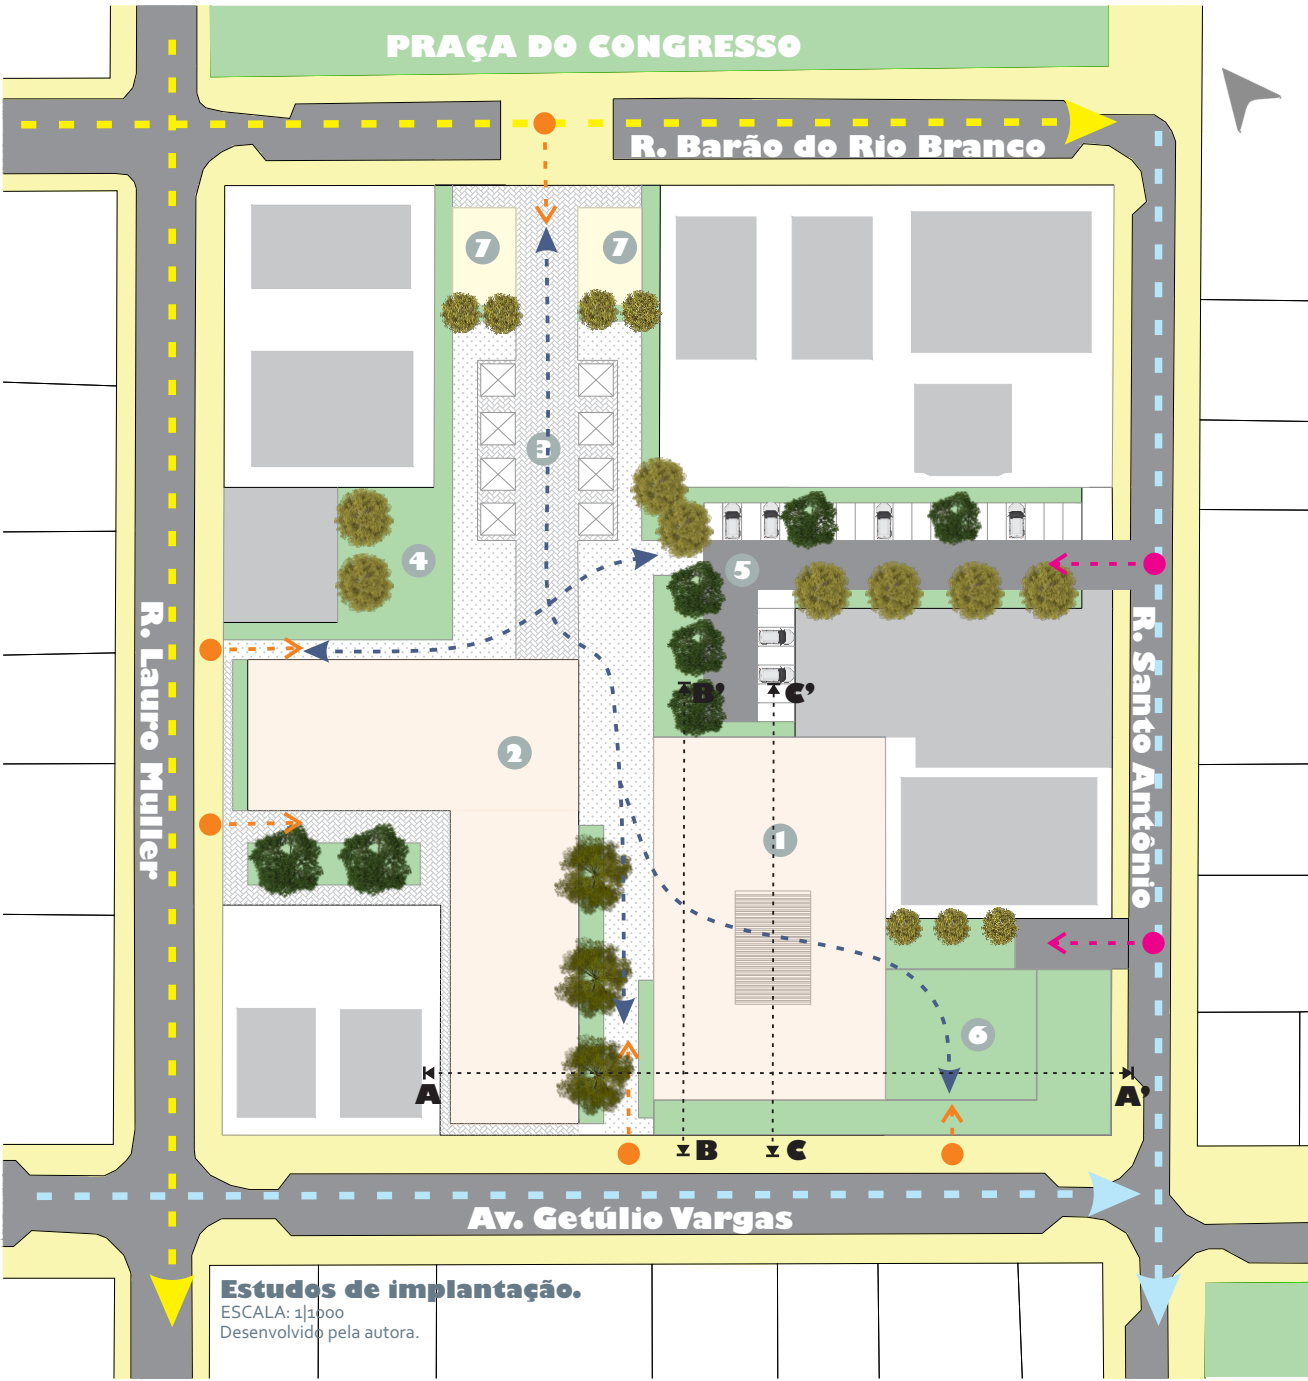 PRAÇA DO CONGRESSO
R. Barão do Rio Branco
7
7
3
4
5
R. Lauro Muller
R. Santo Antônio
B'
C'
2
1
6
A
A'
B
C
Av. Getúlio Vargas
Estudos de implantação.
ESCALA: 1|1000
Desenvolvido pela autora.